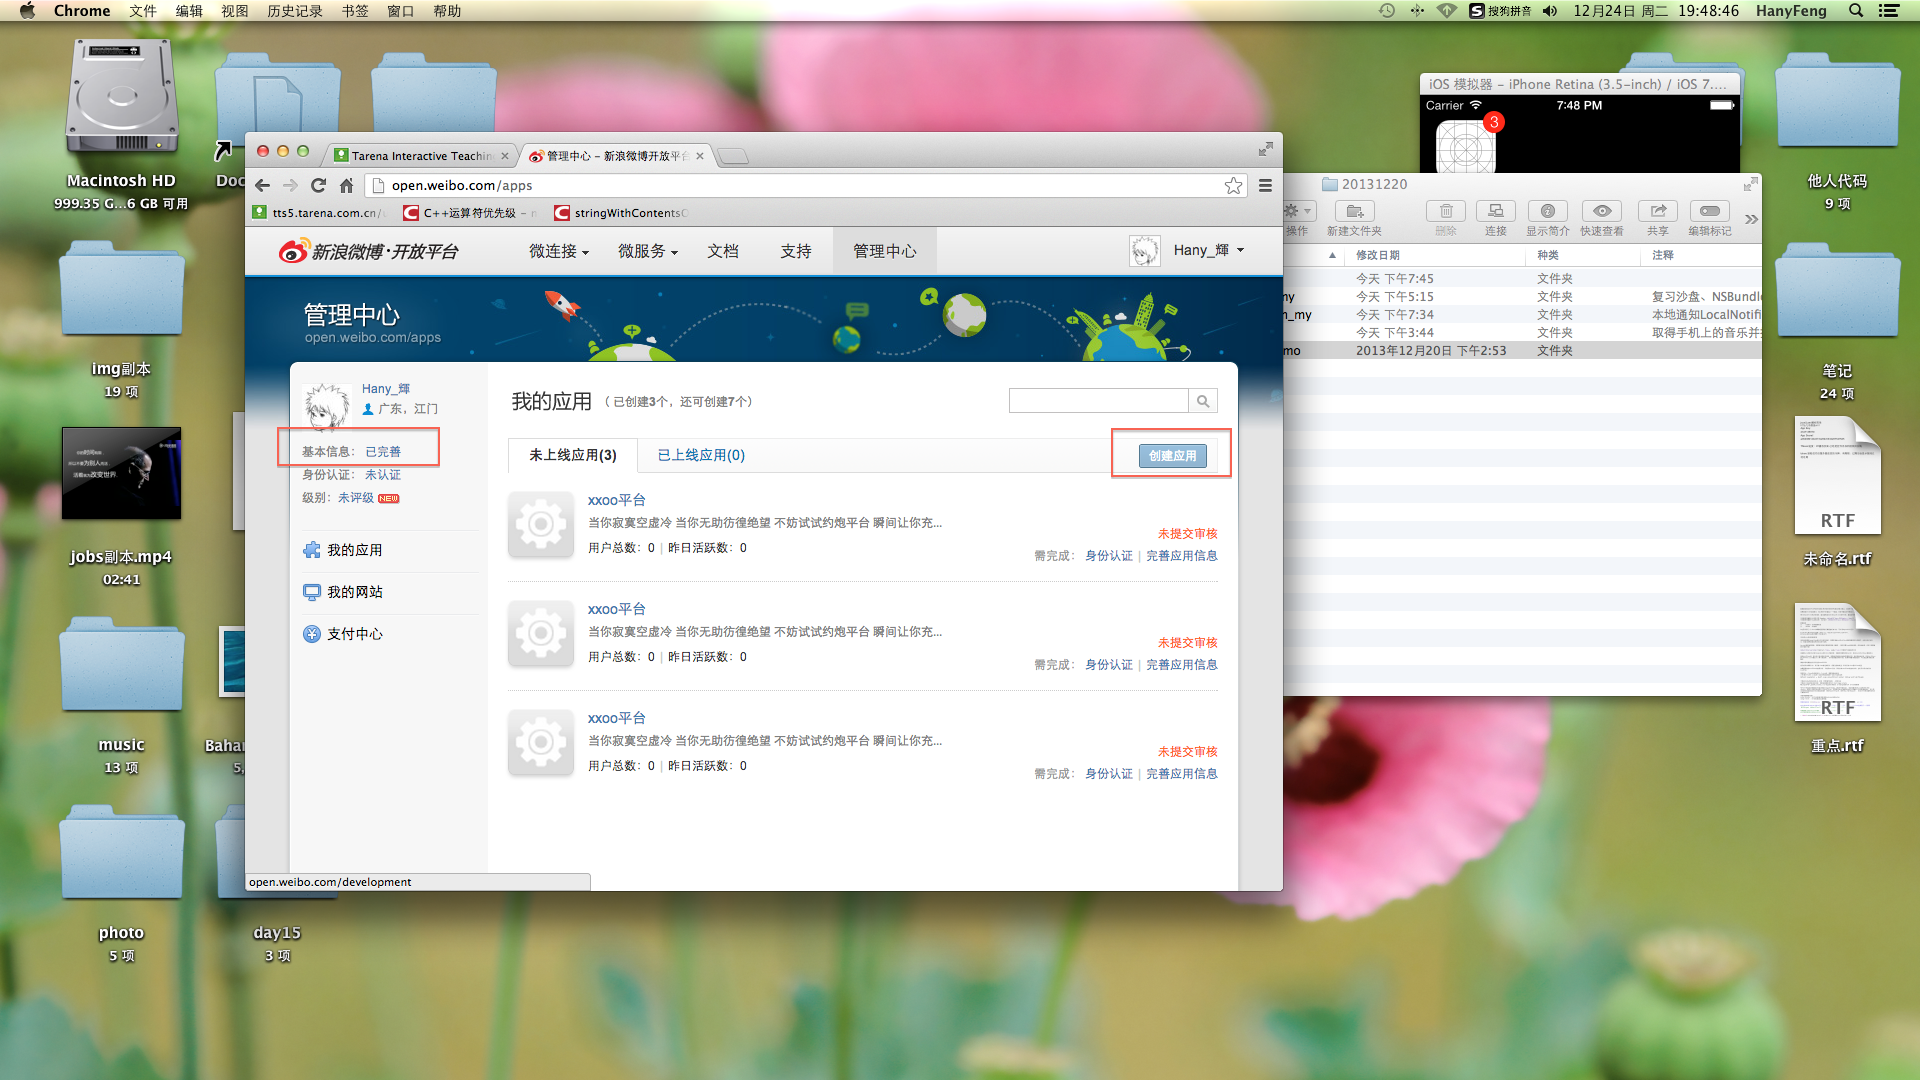 Chrome 文件 编辑 视图 历史记录 书签 窗口 帮助 搜狗拼音 12月24日 周二 19:48:46 HanyFeng
Macintosh HD
999.35 G...6 GB 可用
Doc
img副本
19 项
jobs副本.mp4
02:41
music
13 项
Bahar
5,
photo
5 项
day15
3 项
Tarena Interactive Teachin
管理中心 – 新浪微博开放平台
open.weibo.com/apps
tts5.tarena.com.cn/
C++运算符优先级 –
stringWithContentsO
新浪微博·开放平台
微连接
微服务
文档
支持
管理中心
Hany_輝
管理中心
open.weibo.com/apps
Hany_輝
广东，江门
基本信息： 已完善
身份认证： 未认证
级别： 未评级 NEW
我的应用
我的网站
支付中心
我的应用 （ 已创建3个，还可创建7个）
未上线应用(3)
已上线应用(0)
创建应用
xxoo平台
当你寂寞空虚冷 当你无助彷徨绝望 不妨试试约炮平台 瞬间让你充...
用户总数：0 | 昨日活跃数：0
未提交审核
需完成： 身份认证 | 完善应用信息
xxoo平台
当你寂寞空虚冷 当你无助彷徨绝望 不妨试试约炮平台 瞬间让你充...
用户总数：0 | 昨日活跃数：0
未提交审核
需完成： 身份认证 | 完善应用信息
xxoo平台
当你寂寞空虚冷 当你无助彷徨绝望 不妨试试约炮平台 瞬间让你充...
用户总数：0 | 昨日活跃数：0
未提交审核
需完成： 身份认证 | 完善应用信息
open.weibo.com/development
iOS 模拟器 – iPhone Retina (3.5-inch) / iOS 7....
Carrier 7:48 PM
3
20131220
操作 新建文件夹 删除 连接 显示简介 快速查看 共享 编辑标记
修改日期 种类 注释
今天 下午7:45 文件夹
my 今天 下午5:15 文件夹 复习沙盘、NSBundle
n_my 今天 下午7:34 文件夹 本地通知LocalNotifi
今天 下午3:44 文件夹 取得手机上的音乐并
mo 2013年12月20日 下午2:53 文件夹
他人代码
9 项
笔记
24 项
RTF
未命名.rtf
RTF
重点.rtf